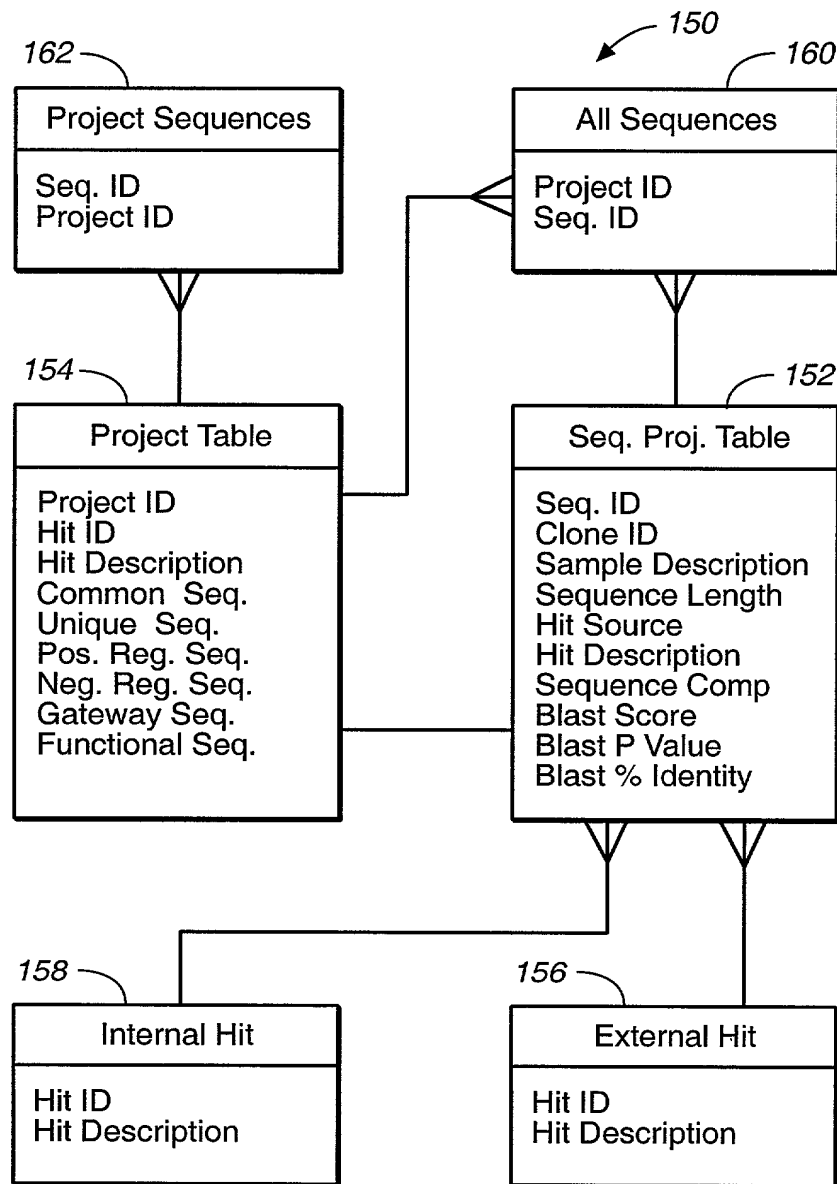 150
162
160
Project Sequences
Seq. ID
Project ID
All Sequences
Project ID
Seq. ID
154
152
Project Table
Project ID
Hit ID
Hit Description
Common Seq.
Unique Seq.
Pos. Reg. Seq.
Neg. Reg. Seq.
Gateway Seq.
Functional Seq.
Seq. Proj. Table
Seq. ID
Clone ID
Sample Description
Sequence Length
Hit Source
Hit Description
Sequence Comp
Blast Score
Blast P Value
Blast % Identity
158
156
Internal Hit
Hit ID
Hit Description
External Hit
Hit ID
Hit Description